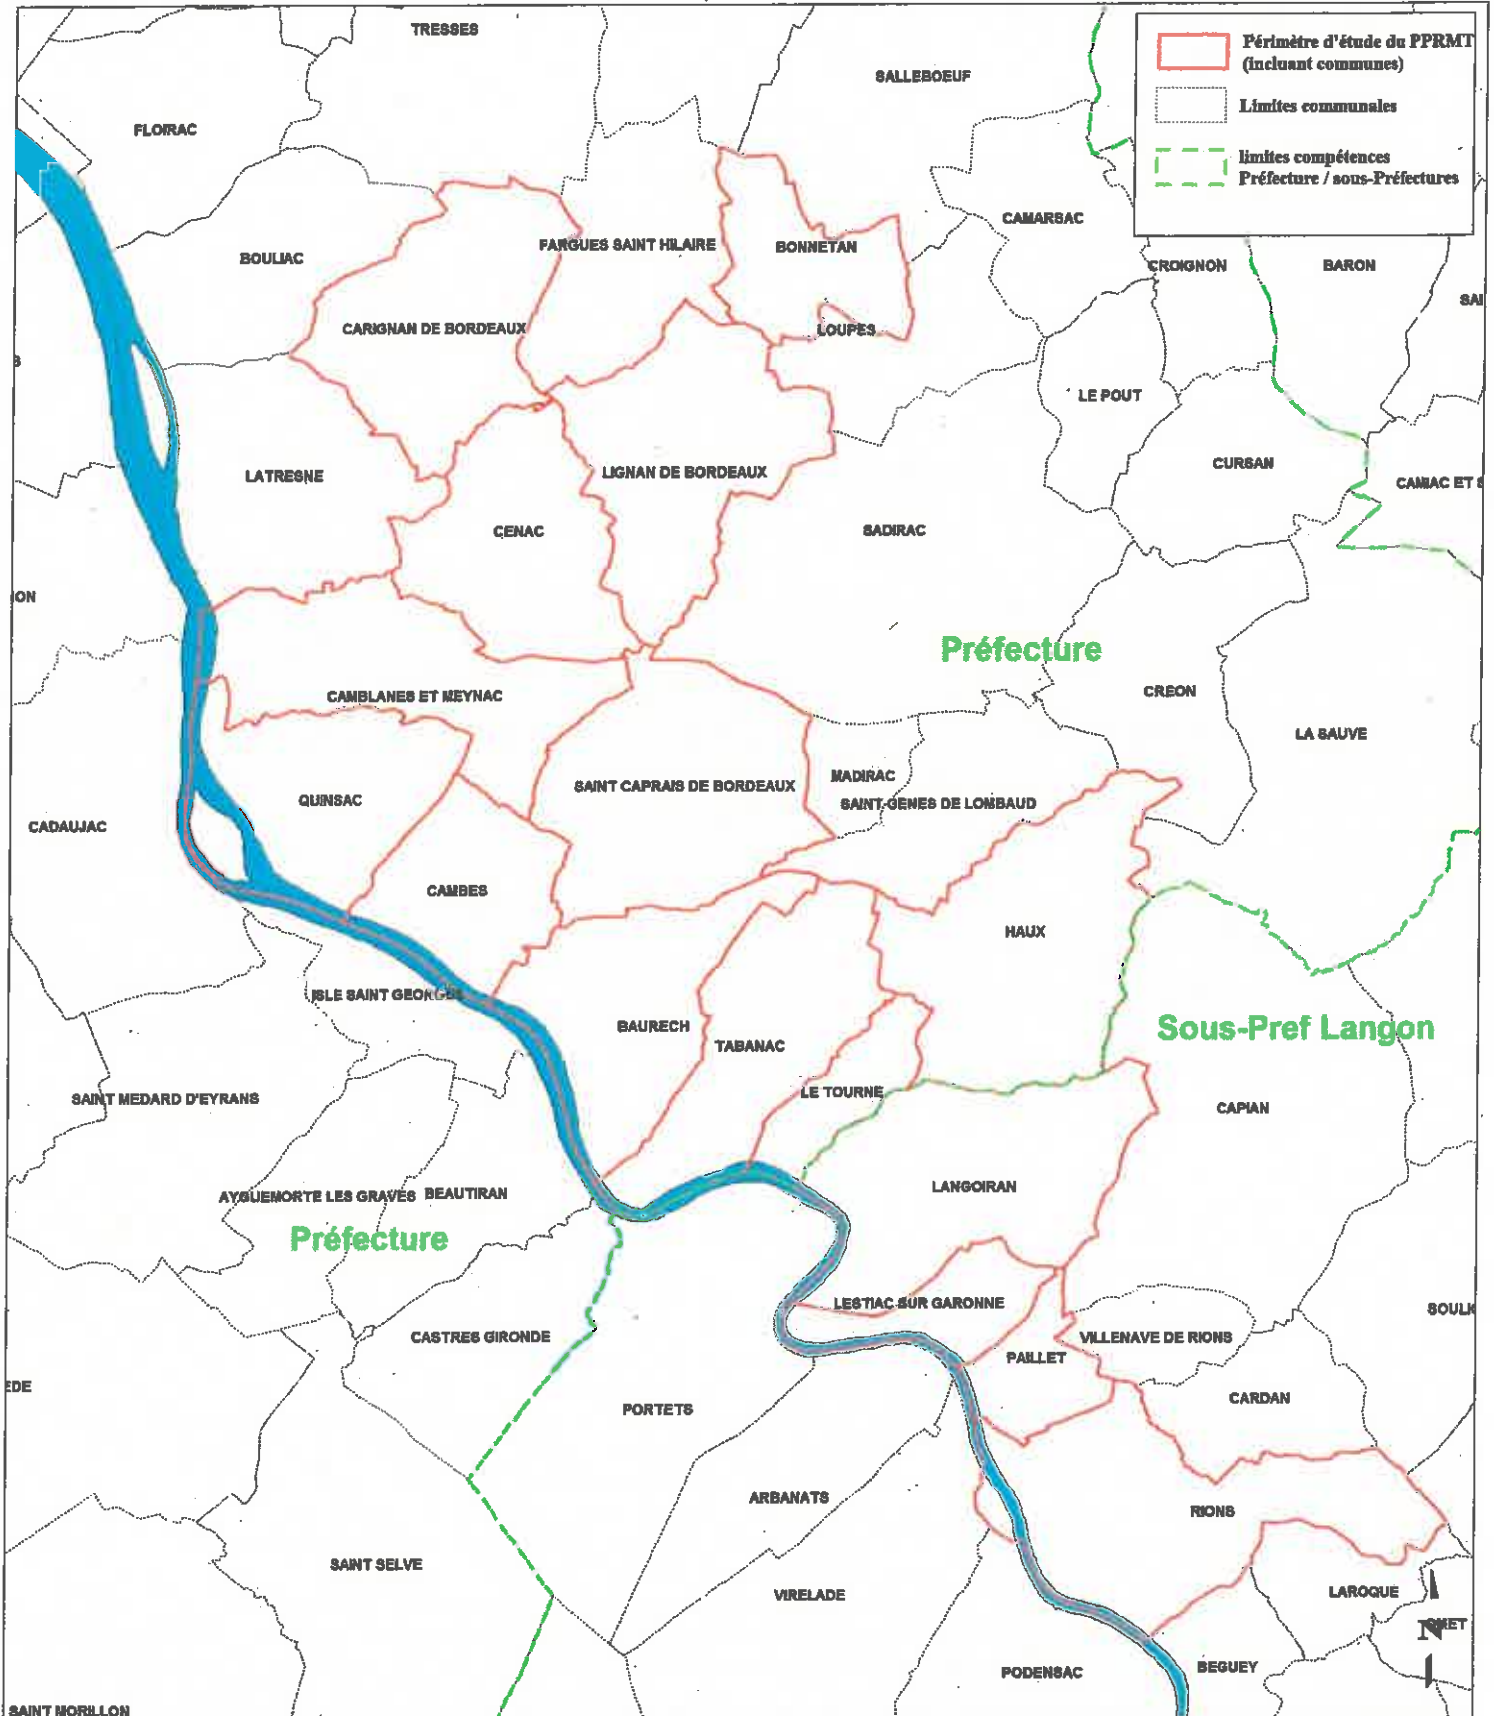 TRESSES
Périmètre d'étude du PPRMT
(incluant communes)
SALLEBOEUF
Limites communales
FLOIRAC
limites compétences
Préfecture / sous-Préfectures
CAMARSAC
FARGUES SAINT HILAIRE
BONNETAN
BOULIAC
CROIGNON
BARON
SAI
CARIGNAN DE BORDEAUX
LOUPES
S
LE POUT
CURSAN
LIGNAN DE BORDEAUX
LATRESNE
CAMIAC ET S
CENAC
SADIRAC
ON
Préfecture
CREON
CAMBLANES ET MEYNAC
LA SAUVE
MADIRAC
SAINT CAPRAIS DE BORDEAUX
QUINSAC
SAINT-GENES DE LOMBAUD
CADAUJAC
CAMBES
HAUX
ISLE SAINT GEORGES
BAURECH
Sous-Pref Langon
TABANAC
LE TOURNE
SAINT MEDARD D'EYRANS
CAPIAN
LANGOIRAN
AYGUEMORTE LES GRAVES
BEAUTIRAN
Préfecture
LESTIAC SUR GARONNE
SOULI
CASTRES GIRONDE
VILLENAVE DE RIONS
PAILLET
EDE
CARDAN
PORTETS
ARBANATS
RIONS
SAINT SELVE
VIRELADE
LAROQUE
N
OMET
PODENSAC
BEGUEY
SAINT MORILLON